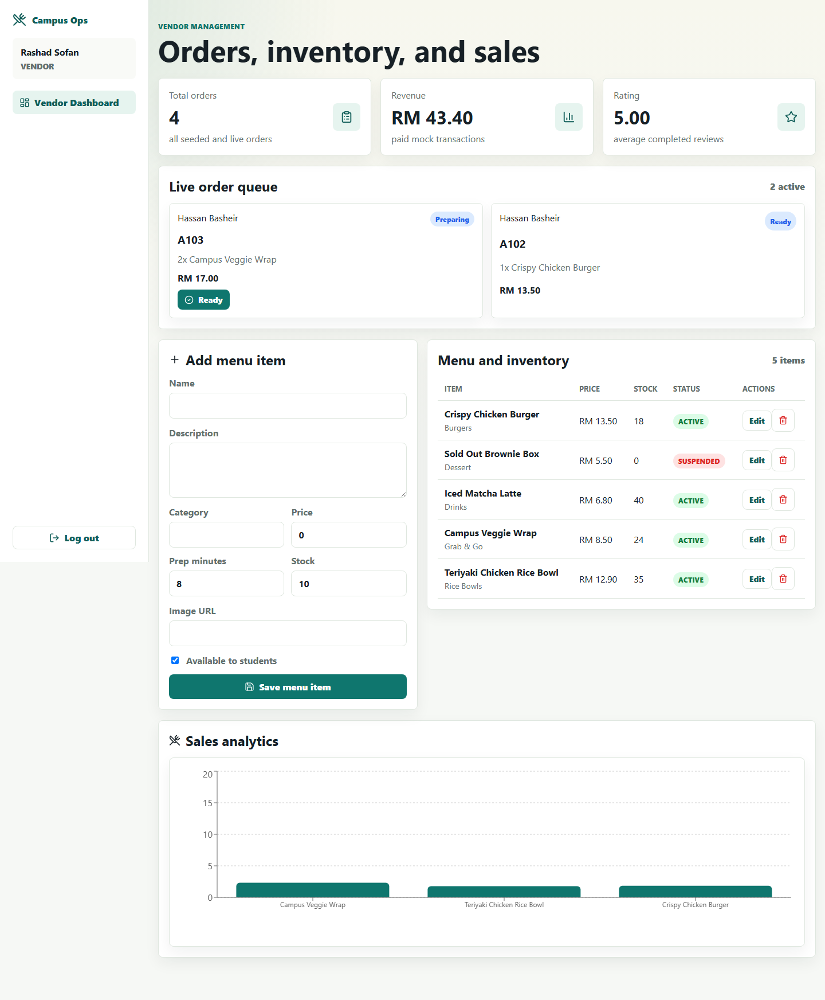 Campus Ops
Rashad Sofan
VENDOR
Vendor Dashboard
Log out
VENDOR MANAGEMENT
Orders, inventory, and sales
Total orders
4
all seeded and live orders
Revenue
RM 43.40
paid mock transactions
Rating
5.00
average completed reviews
Live order queue
2 active
Hassan Basheir
Preparing
A103
2x Campus Veggie Wrap
RM 17.00
Ready
Hassan Basheir
Ready
A102
1x Crispy Chicken Burger
RM 13.50
Add menu item
Name
Description
Category Price
0
Prep minutes Stock
8 10
Image URL
Available to students
Save menu item
Menu and inventory
5 items
ITEM PRICE STOCK STATUS ACTIONS
Crispy Chicken Burger
Burgers
RM 13.50 18 ACTIVE Edit
Sold Out Brownie Box
Dessert
RM 5.50 0 SUSPENDED Edit
Iced Matcha Latte
Drinks
RM 6.80 40 ACTIVE Edit
Campus Veggie Wrap
Grab & Go
RM 8.50 24 ACTIVE Edit
Teriyaki Chicken Rice Bowl
Rice Bowls
RM 12.90 35 ACTIVE Edit
Sales analytics
20
15
10
5
0
Campus Veggie Wrap Teriyaki Chicken Rice Bowl Crispy Chicken Burger